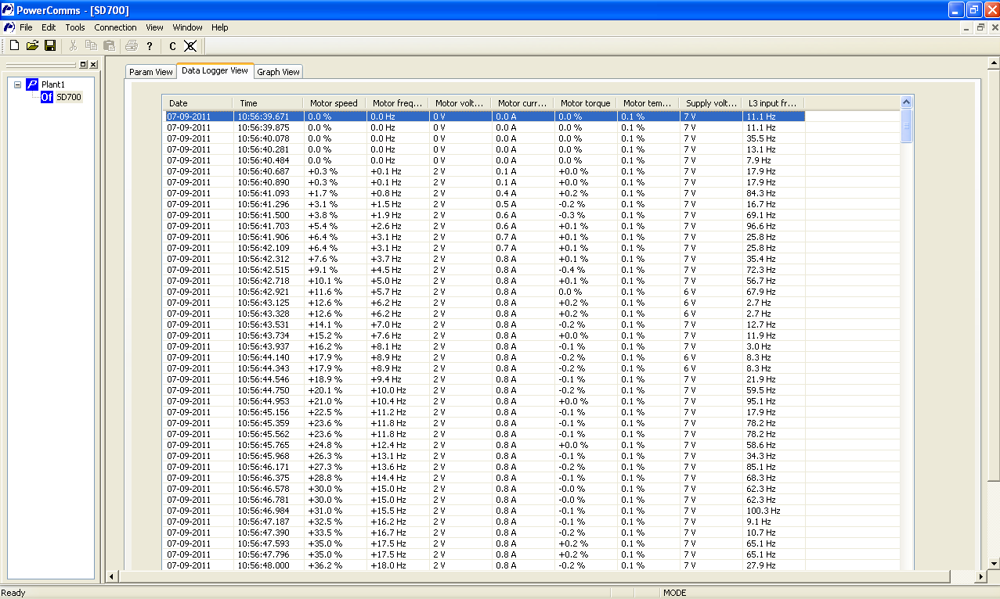 PowerComms - [SD700]
File Edit Tools Connection View Window Help
? C C
Plant1
Of SD700
Param View Data Logger View Graph View
Date Time Motor speed Motor freq... Motor volt... Motor curr... Motor torque Motor tem... Supply volt... L3 input fr...
07-09-2011 10:56:39.671 0.0 % 0.0 Hz 0 V 0.0 A 0.0 % 0.1 % 7 V 11.1 Hz
07-09-2011 10:56:39.875 0.0 % 0.0 Hz 0 V 0.0 A 0.0 % 0.1 % 7 V 11.1 Hz
07-09-2011 10:56:40.078 0.0 % 0.0 Hz 0 V 0.0 A 0.0 % 0.1 % 7 V 35.5 Hz
07-09-2011 10:56:40.281 0.0 % 0.0 Hz 0 V 0.0 A 0.0 % 0.1 % 7 V 13.1 Hz
07-09-2011 10:56:40.484 0.0 % 0.0 Hz 0 V 0.0 A 0.0 % 0.1 % 7 V 7.9 Hz
07-09-2011 10:56:40.687 +0.3 % +0.1 Hz 2 V 0.1 A +0.0 % 0.1 % 7 V 17.9 Hz
07-09-2011 10:56:40.890 +0.3 % +0.1 Hz 2 V 0.1 A +0.0 % 0.1 % 7 V 17.9 Hz
07-09-2011 10:56:41.093 +1.7 % +0.8 Hz 2 V 0.4 A +0.2 % 0.1 % 7 V 84.3 Hz
07-09-2011 10:56:41.296 +3.1 % +1.5 Hz 2 V 0.5 A -0.2 % 0.1 % 7 V 16.7 Hz
07-09-2011 10:56:41.500 +3.8 % +1.9 Hz 2 V 0.6 A -0.3 % 0.1 % 7 V 69.1 Hz
07-09-2011 10:56:41.703 +5.4 % +2.6 Hz 2 V 0.6 A +0.1 % 0.1 % 7 V 96.6 Hz
07-09-2011 10:56:41.906 +6.4 % +3.1 Hz 2 V 0.7 A +0.1 % 0.1 % 7 V 25.8 Hz
07-09-2011 10:56:42.109 +6.4 % +3.1 Hz 2 V 0.7 A +0.1 % 0.1 % 7 V 25.8 Hz
07-09-2011 10:56:42.312 +7.6 % +3.7 Hz 2 V 0.8 A +0.1 % 0.1 % 7 V 35.4 Hz
07-09-2011 10:56:42.515 +9.1 % +4.5 Hz 2 V 0.8 A -0.4 % 0.1 % 7 V 72.3 Hz
07-09-2011 10:56:42.718 +10.1 % +5.0 Hz 2 V 0.8 A +0.1 % 0.1 % 7 V 56.7 Hz
07-09-2011 10:56:42.921 +11.6 % +5.7 Hz 2 V 0.8 A 0.0 % 0.1 % 6 V 67.9 Hz
07-09-2011 10:56:43.125 +12.6 % +6.2 Hz 2 V 0.8 A +0.2 % 0.1 % 6 V 2.7 Hz
07-09-2011 10:56:43.328 +12.6 % +6.2 Hz 2 V 0.8 A +0.2 % 0.1 % 6 V 2.7 Hz
07-09-2011 10:56:43.531 +14.1 % +7.0 Hz 2 V 0.8 A -0.2 % 0.1 % 6 V 12.7 Hz
07-09-2011 10:56:43.734 +15.2 % +7.6 Hz 2 V 0.8 A +0.0 % 0.1 % 6 V 11.9 Hz
07-09-2011 10:56:43.937 +16.2 % +8.1 Hz 2 V 0.8 A -0.1 % 0.1 % 6 V 3.0 Hz
07-09-2011 10:56:44.140 +17.9 % +8.9 Hz 2 V 0.8 A -0.2 % 0.1 % 6 V 8.3 Hz
07-09-2011 10:56:44.343 +17.9 % +8.9 Hz 2 V 0.8 A -0.2 % 0.1 % 6 V 8.3 Hz
07-09-2011 10:56:44.546 +18.9 % +9.4 Hz 2 V 0.8 A -0.1 % 0.1 % 7 V 21.9 Hz
07-09-2011 10:56:44.750 +20.1 % +10.0 Hz 2 V 0.8 A -0.2 % 0.1 % 7 V 59.5 Hz
07-09-2011 10:56:44.953 +21.0 % +10.4 Hz 2 V 0.8 A +0.0 % 0.1 % 7 V 95.1 Hz
07-09-2011 10:56:45.156 +22.5 % +11.2 Hz 2 V 0.8 A -0.1 % 0.1 % 7 V 17.9 Hz
07-09-2011 10:56:45.359 +23.6 % +11.8 Hz 2 V 0.8 A -0.1 % 0.1 % 7 V 78.2 Hz
07-09-2011 10:56:45.562 +23.6 % +11.8 Hz 2 V 0.8 A -0.1 % 0.1 % 7 V 78.2 Hz
07-09-2011 10:56:45.765 +24.8 % +12.4 Hz 2 V 0.8 A +0.0 % 0.1 % 7 V 58.6 Hz
07-09-2011 10:56:45.968 +26.3 % +13.1 Hz 2 V 0.8 A -0.1 % 0.1 % 7 V 34.3 Hz
07-09-2011 10:56:46.171 +27.3 % +13.6 Hz 2 V 0.8 A -0.2 % 0.1 % 7 V 85.1 Hz
07-09-2011 10:56:46.375 +28.8 % +14.4 Hz 2 V 0.8 A -0.1 % 0.1 % 7 V 68.3 Hz
07-09-2011 10:56:46.578 +30.0 % +15.0 Hz 2 V 0.8 A -0.0 % 0.1 % 7 V 62.3 Hz
07-09-2011 10:56:46.781 +30.0 % +15.0 Hz 2 V 0.8 A -0.0 % 0.1 % 7 V 62.3 Hz
07-09-2011 10:56:46.984 +31.0 % +15.5 Hz 2 V 0.8 A -0.1 % 0.1 % 7 V 100.3 Hz
07-09-2011 10:56:47.187 +32.5 % +16.2 Hz 2 V 0.8 A -0.1 % 0.1 % 7 V 9.1 Hz
07-09-2011 10:56:47.390 +33.5 % +16.7 Hz 2 V 0.8 A -0.2 % 0.1 % 7 V 10.7 Hz
07-09-2011 10:56:47.593 +35.0 % +17.5 Hz 2 V 0.8 A +0.2 % 0.1 % 7 V 65.1 Hz
07-09-2011 10:56:47.796 +35.0 % +17.5 Hz 2 V 0.8 A +0.2 % 0.1 % 7 V 65.1 Hz
07-09-2011 10:56:48.000 +36.2 % +18.0 Hz 2 V 0.8 A -0.2 % 0.1 % 7 V 27.9 Hz
Ready MODE